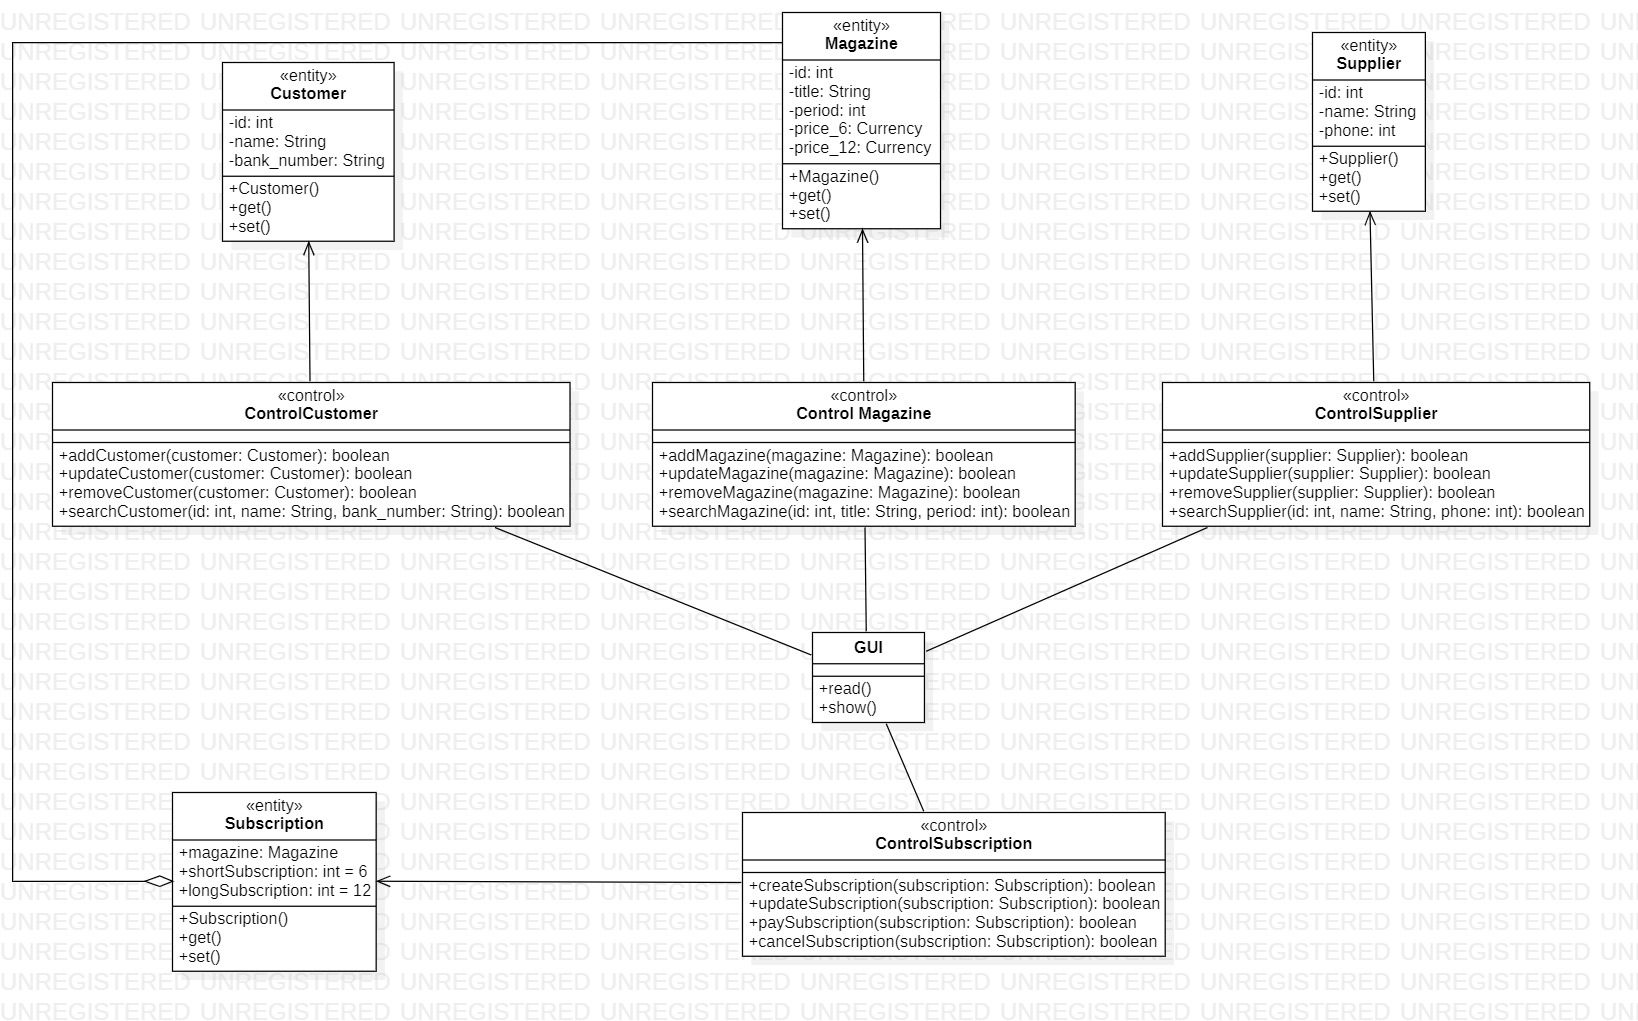 «entity»
Magazine
-id: int
-title: String
-period: int
-price_6: Currency
-price_12: Currency
+Magazine()
+get()
+set()
«entity»
Supplier
-id: int
-name: String
-phone: int
+Supplier()
+get()
+set()
«entity»
Customer
-id: int
-name: String
-bank_number: String
+Customer()
+get()
+set()
«control»
ControlCustomer
+addCustomer(customer: Customer): boolean
+updateCustomer(customer: Customer): boolean
+removeCustomer(customer: Customer): boolean
+searchCustomer(id: int, name: String, bank_number: String): boolean
«control»
Control Magazine
+addMagazine(magazine: Magazine): boolean
+updateMagazine(magazine: Magazine): boolean
+removeMagazine(magazine: Magazine): boolean
+searchMagazine(id: int, title: String, period: int): boolean
«control»
ControlSupplier
+addSupplier(supplier: Supplier): boolean
+updateSupplier(supplier: Supplier): boolean
+removeSupplier(supplier: Supplier): boolean
+searchSupplier(id: int, name: String, phone: int): boolean
GUI
+read()
+show()
«entity»
Subscription
+magazine: Magazine
+shortSubscription: int = 6
+longSubscription: int = 12
+Subscription()
+get()
+set()
«control»
ControlSubscription
+createSubscription(subscription: Subscription): boolean
+updateSubscription(subscription: Subscription): boolean
+paySubscription(subscription: Subscription): boolean
+cancelSubscription(subscription: Subscription): boolean
UNREGISTERED